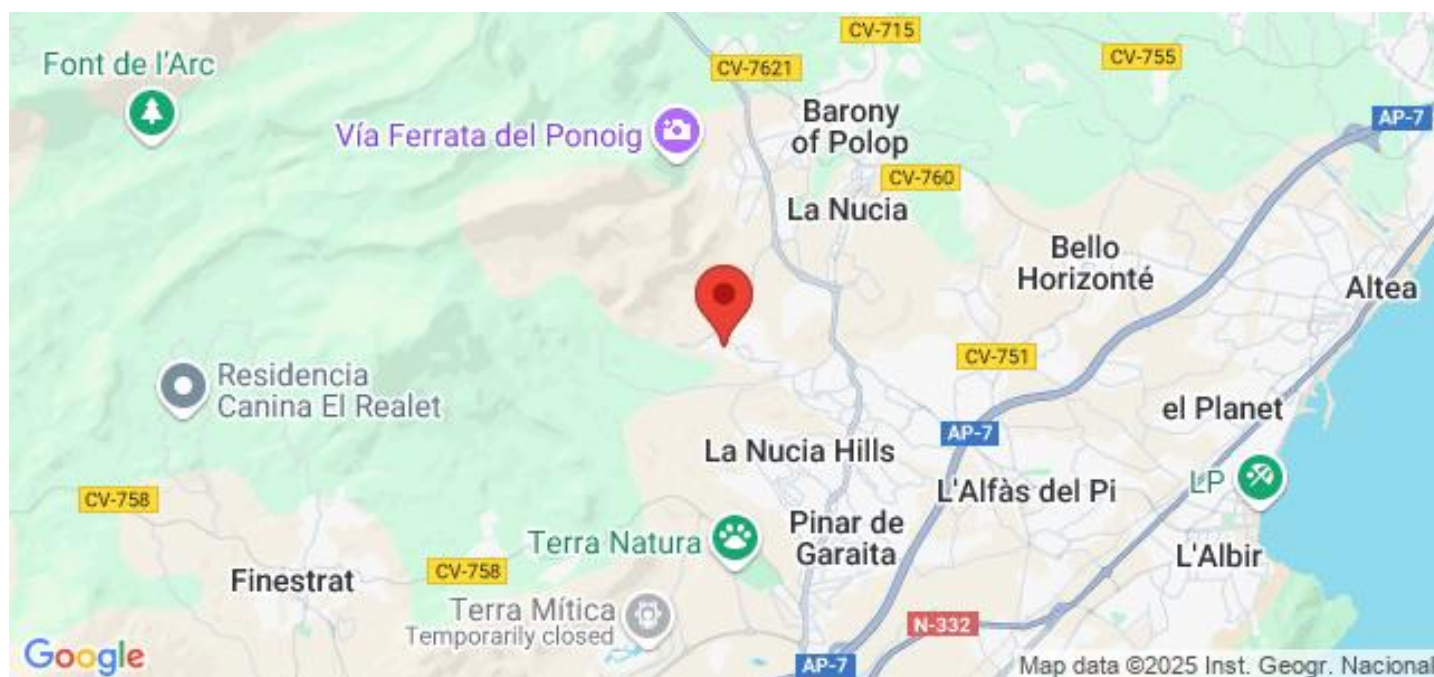 CV-715
Font de l'Arc
CV-755
CV-7621
Barony
of Polop
AP-7
Vía Ferrata del Ponoig
CV-760
La Nucia
Bello
Horizonté
Altea
CV-751
Residencia
Canina El Realet
el Planet
AP-7
La Nucia Hills
LP
CV-758
L'Alfàs del Pi
Pinar de
Garaita
Terra Natura
L'Albir
Finestrat
CV-758
Terra Mítica
Temporarily closed
N-332
Google
AP-7
Map data ©2025 Inst. Geogr. Nacional